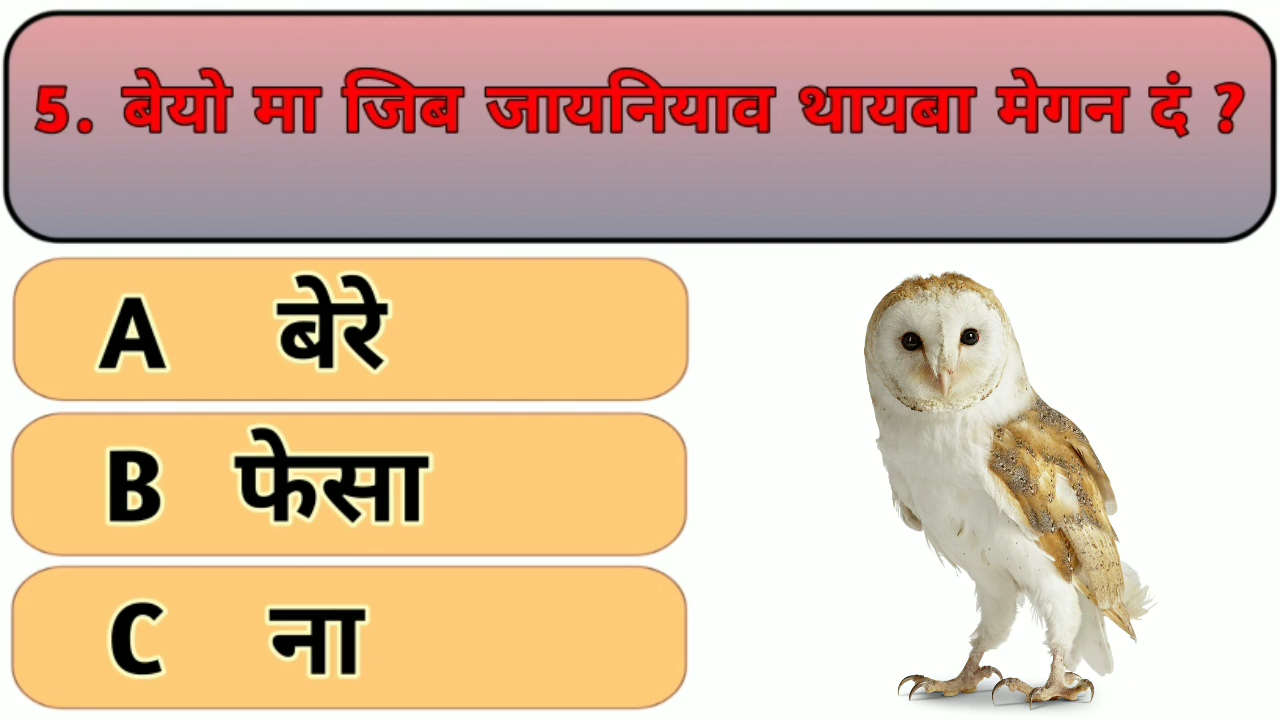 5. बेयो मा जिब जायनियाव थायबा मेगन दं ?
A बेरे
B फेसा
C ना